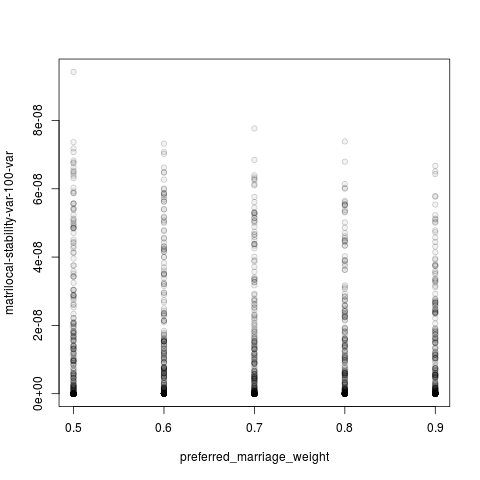 matrilocal-stability-var-100-var
8e-08
6e-08
4e-08
2e-08
0e+00
0.5 0.6 0.7 0.8 0.9
preferred_marriage_weight